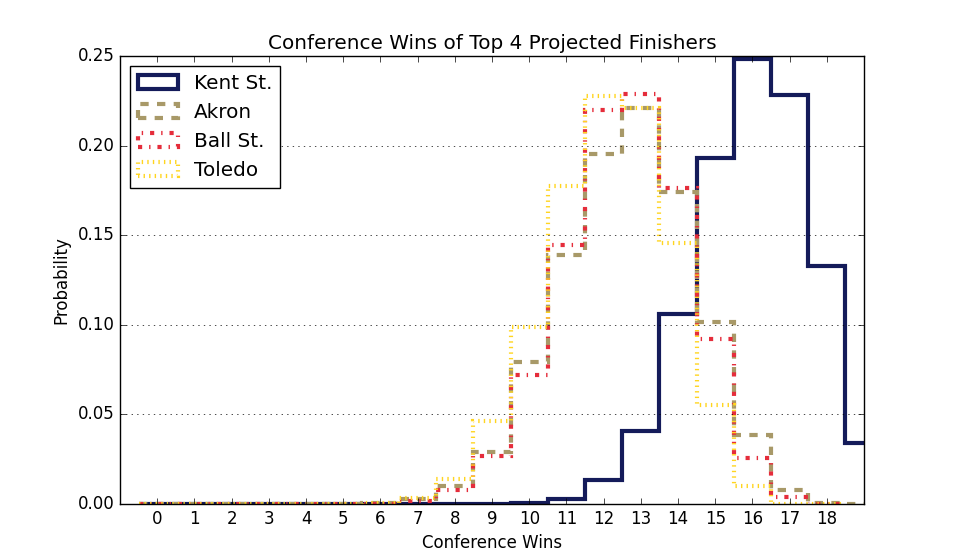 Conference Wins of Top 4 Projected Finishers
Kent St.
Akron
Ball St.
Toledo
0.25
0.20
0.15
0.10
0.05
0.00
Probability
0 1 2 3 4 5 6 7 8 9 10 11 12 13 14 15 16 17 18
Conference Wins